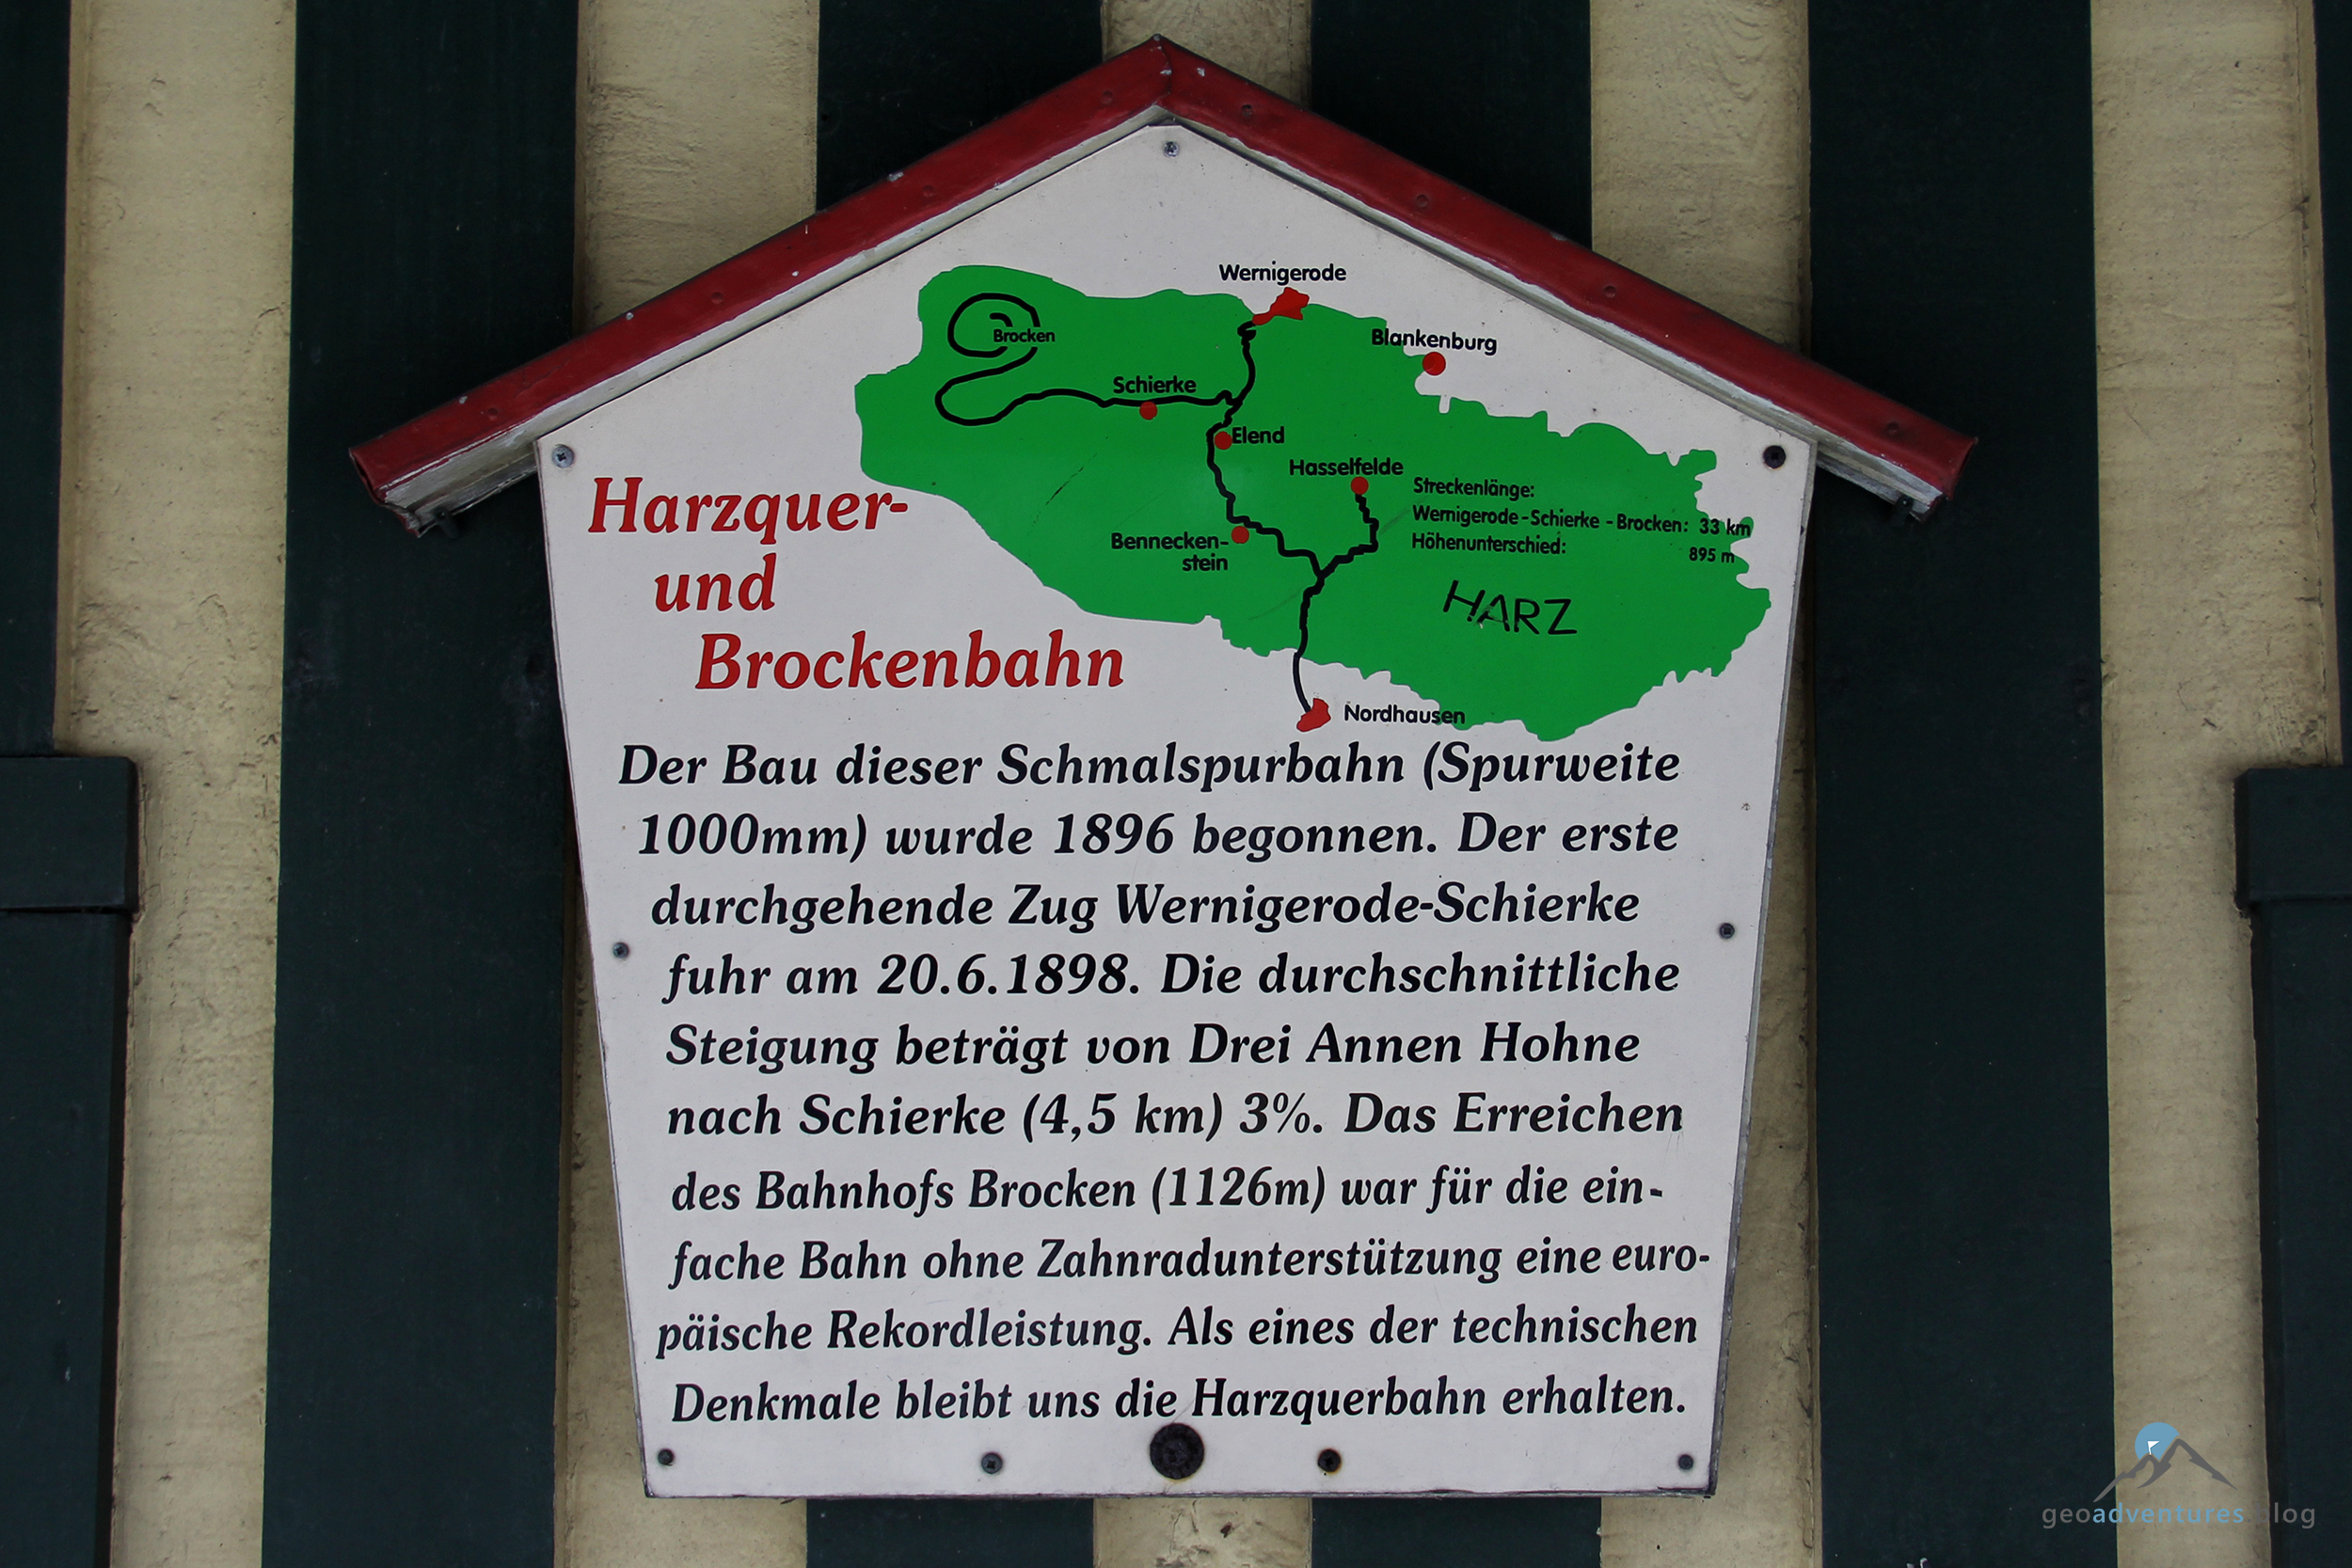 Wernigerode
Blankenburg
Brocken
Schierke
Elend
Hasselfelde
Streckenlänge:
Wernigerode-Schierke-Brocken: 33 km
Höhenunterschied: 895 m
Bennecken-
stein
HARZ
Nordhausen
Harzquer-
und
Brockenbahn
Der Bau dieser Schmalspurbahn (Spurweite
1000mm) wurde 1896 begonnen. Der erste
durchgehende Zug Wernigerode-Schierke
fuhr am 20.6.1898. Die durchschnittliche
Steigung beträgt von Drei Annen Hohne
nach Schierke (4,5 km) 3%. Das Erreichen
des Bahnhofs Brocken (1126m) war für die ein-
fache Bahn ohne Zahnradunterstützung eine euro-
päische Rekordleistung. Als eines der technischen
Denkmale bleibt uns die Harzquerbahn erhalten.
geoadventures.blog